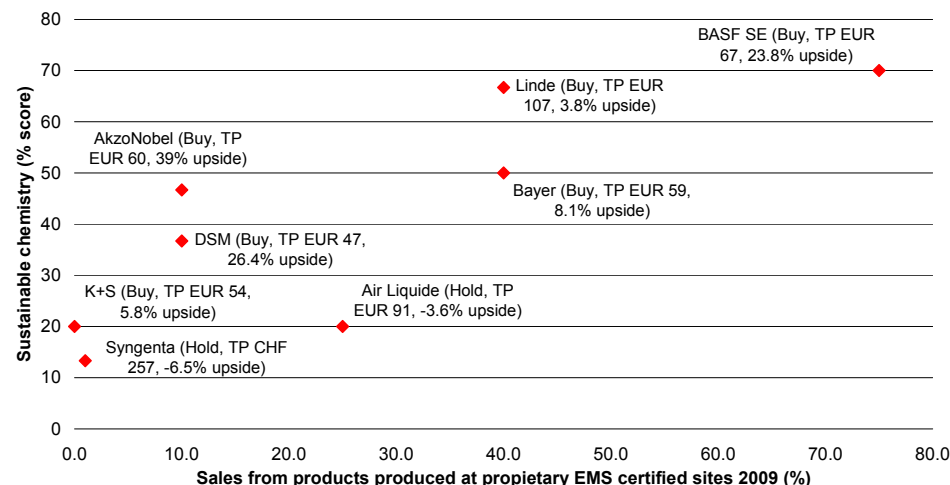 Sustainable chemistry (% score)
80
70
60
50
40
30
20
10
0
BASF SE (Buy, TP EUR
67, 23.8% upside)
Linde (Buy, TP EUR
107, 3.8% upside)
AkzoNobel (Buy, TP
EUR 60, 39% upside)
Bayer (Buy, TP EUR 59,
8.1% upside)
DSM (Buy, TP EUR 47,
26.4% upside)
K+S (Buy, TP EUR 54,
5.8% upside)
Air Liquide (Hold, TP
EUR 91, -3.6% upside)
Syngenta (Hold, TP CHF
257, -6.5% upside)
0.0 10.0 20.0 30.0 40.0 50.0 60.0 70.0 80.0
Sales from products produced at propietary EMS certified sites 2009 (%)